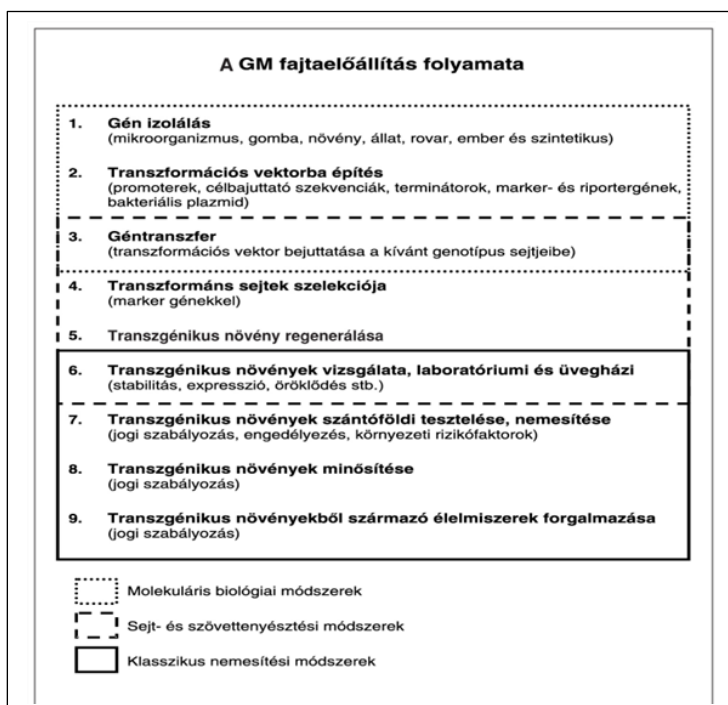 A GM fajtaelőállítás folyamata
1. Gén izolálás
(mikroorganizmus, gomba, növény, állat, rovar, ember és szintetikus)
2. Transzformációs vektorba építés
(promoterek, célbajuttató szekvenciák, terminátorok, marker- és riportergének,
bakteriális plazmid)
3. Géntranszfer
(transzformációs vektor bejuttatása a kívánt genotípus sejtjeibe)
4. Transzformáns sejtek szelekciója
(marker génekkel)
5. Transzgénikus növény regenerálása
6. Transzgénikus növények vizsgálata, laboratóriumi és üvegházi
(stabilitás, expresszió, öröklődés stb.)
7. Transzgénikus növények szántóföldi tesztelése, nemesítése
(jogi szabályozás, engedélyezés, környezeti rizikófaktorok)
8. Transzgénikus növények minősítése
(jogi szabályozás)
9. Transzgénikus növényekből származó élelmiszerek forgalmazása
(jogi szabályozás)
Molekuláris biológiai módszerek
Sejt- és szövettenyésztési módszerek
Klasszikus nemesítési módszerek